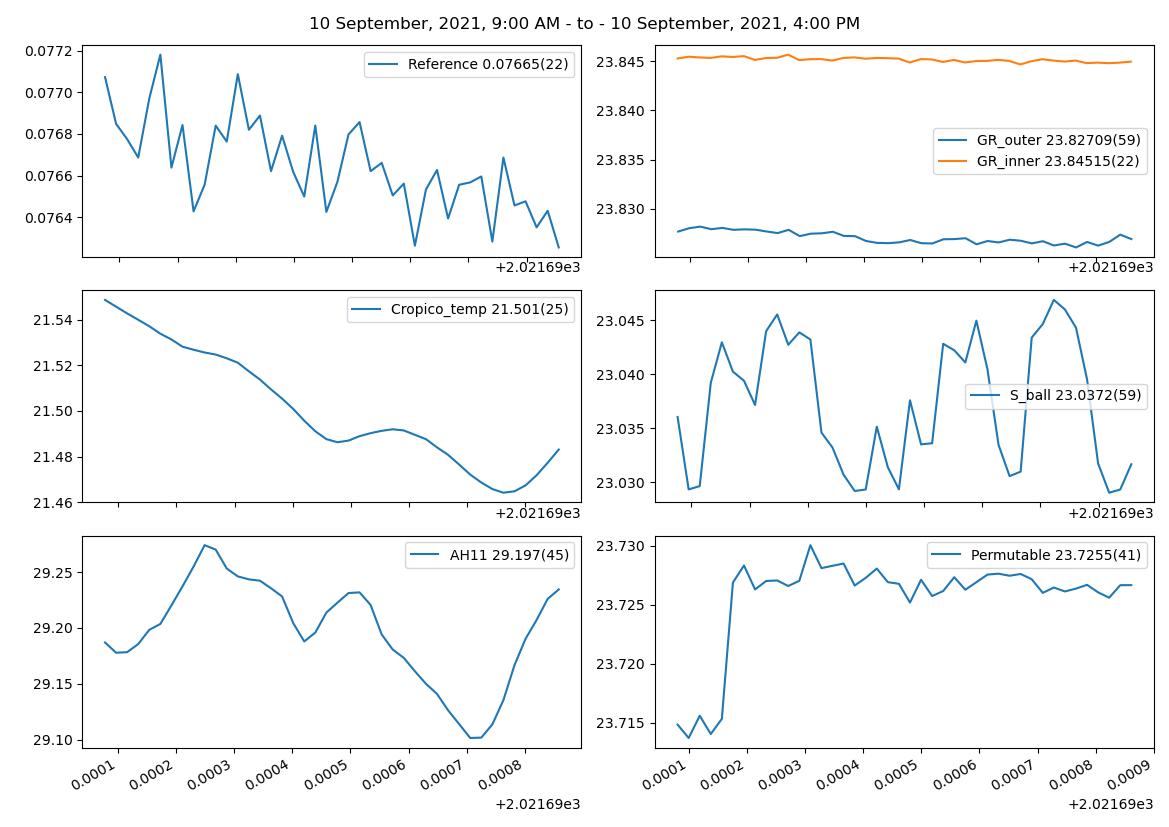 10 September, 2021, 9:00 AM - to - 10 September, 2021, 4:00 PM
0.0772
0.0770
0.0768
0.0766
0.0764
Reference 0.07665(22)
+2.02169e3
23.845
23.840
23.835
23.830
GR_outer 23.82709(59)
GR_inner 23.84515(22)
+2.02169e3
21.54
21.52
21.50
21.48
21.46
Cropico_temp 21.501(25)
+2.02169e3
23.045
23.040
23.035
23.030
S_ball 23.0372(59)
+2.02169e3
29.25
29.20
29.15
29.10
AH11 29.197(45)
0.0001 0.0002 0.0003 0.0004 0.0005 0.0006 0.0007 0.0008
+2.02169e3
23.730
23.725
23.720
23.715
Permutable 23.7255(41)
0.0001 0.0002 0.0003 0.0004 0.0005 0.0006 0.0007 0.0008 0.0009
+2.02169e3